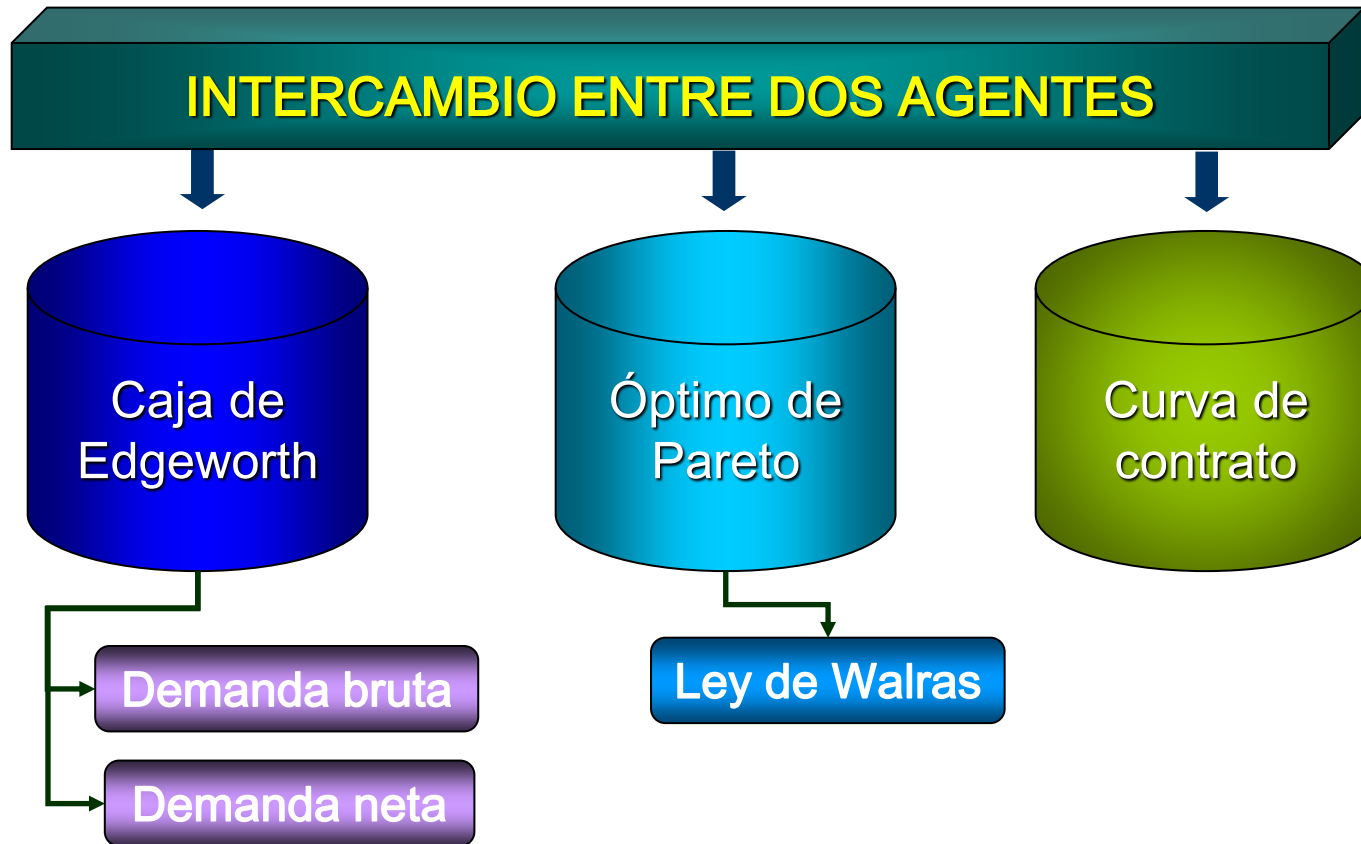 INTERCAMBIO ENTRE DOS AGENTES
Caja de
Edgeworth
Óptimo de
Pareto
Curva de
contrato
Demanda bruta
Ley de Walras
Demanda neta